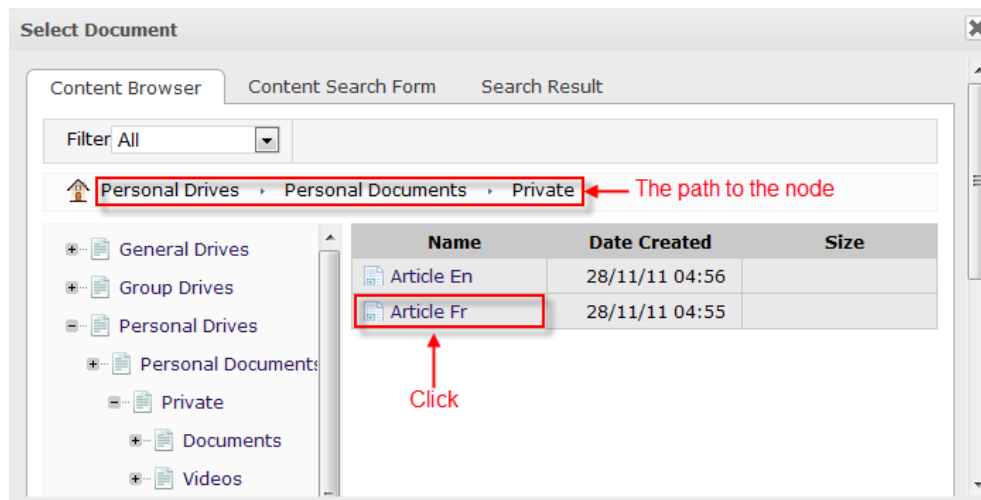 Select Document
Content Browser Content Search Form Search Result
Filter All
Personal Drives Personal Documents Private The path to the node
General Drives
Group Drives
Personal Drives
Personal Documents
Private
Documents
Videos
Name Date Created Size
Article En 28/11/11 04:56
Article Fr 28/11/11 04:55
Click